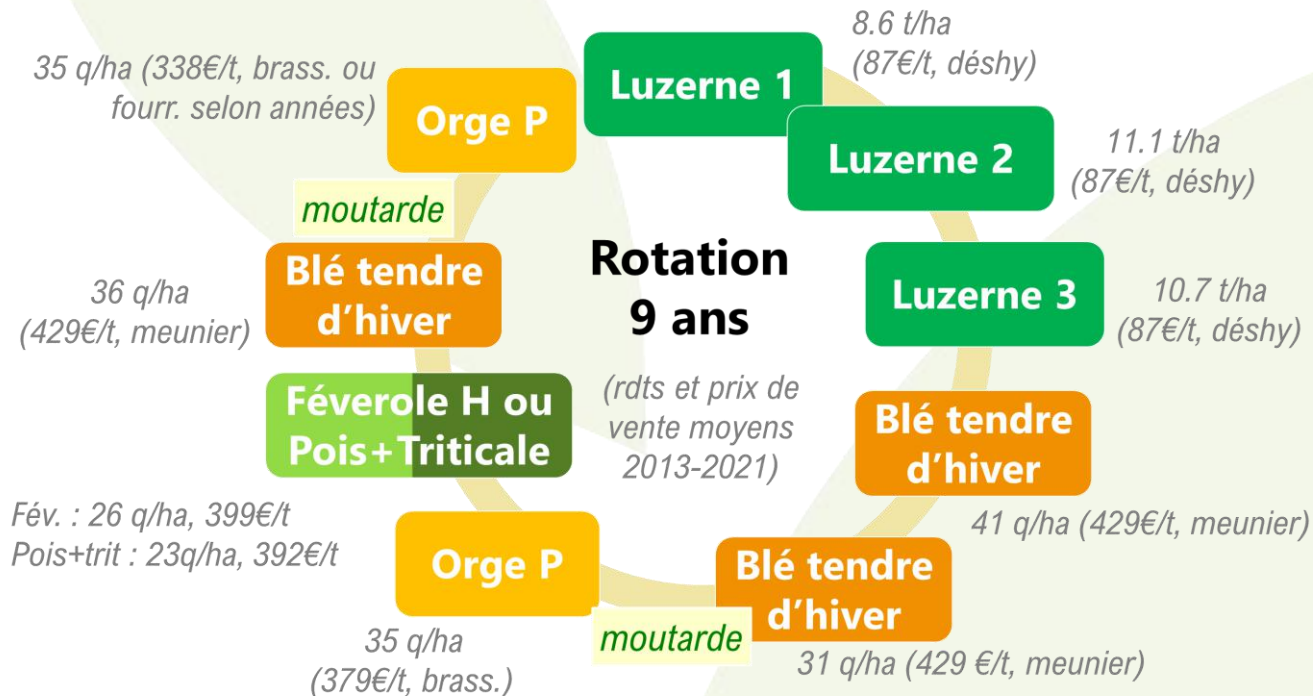 8.6 t/ha
(87€/t, déshy)
Luzerne 1
35 q/ha (338€/t, brass. ou
fourr. selon années)
Orge P
Luzerne 2
11.1 t/ha
(87€/t, déshy)
moutarde
Blé tendre
d’hiver
36 q/ha
(429€/t, meunier)
Rotation
9 ans
(rdts et prix de
vente moyens
2013-2021)
Luzerne 3
10.7 t/ha
(87€/t, déshy)
Féverole H ou
Pois+Triticale
Fév. : 26 q/ha, 399€/t
Pois+trit : 23q/ha, 392€/t
Blé tendre
d’hiver
41 q/ha (429€/t, meunier)
Orge P
35 q/ha
(379€/t, brass.)
moutarde
Blé tendre
d’hiver
31 q/ha (429 €/t, meunier)